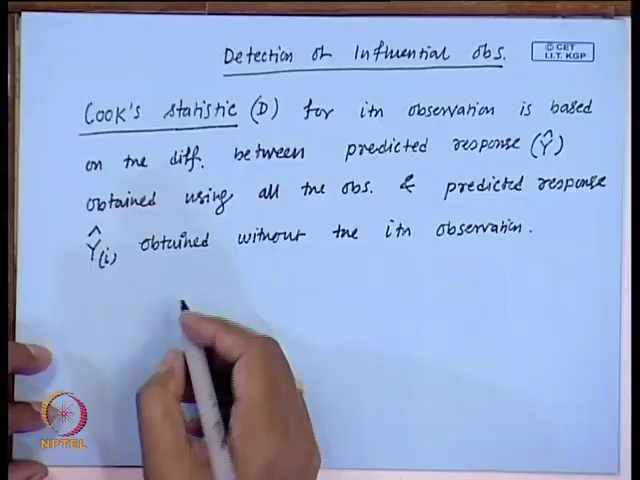 Detection of Influential obs.
© CET
I.I.T. KGP
Cook's statistic (D) for ith observation is based
on the diff. between predicted response (Ŷ)
obtained using all the obs. & predicted response
Ŷ(i) obtained without the ith observation.
NPTEL